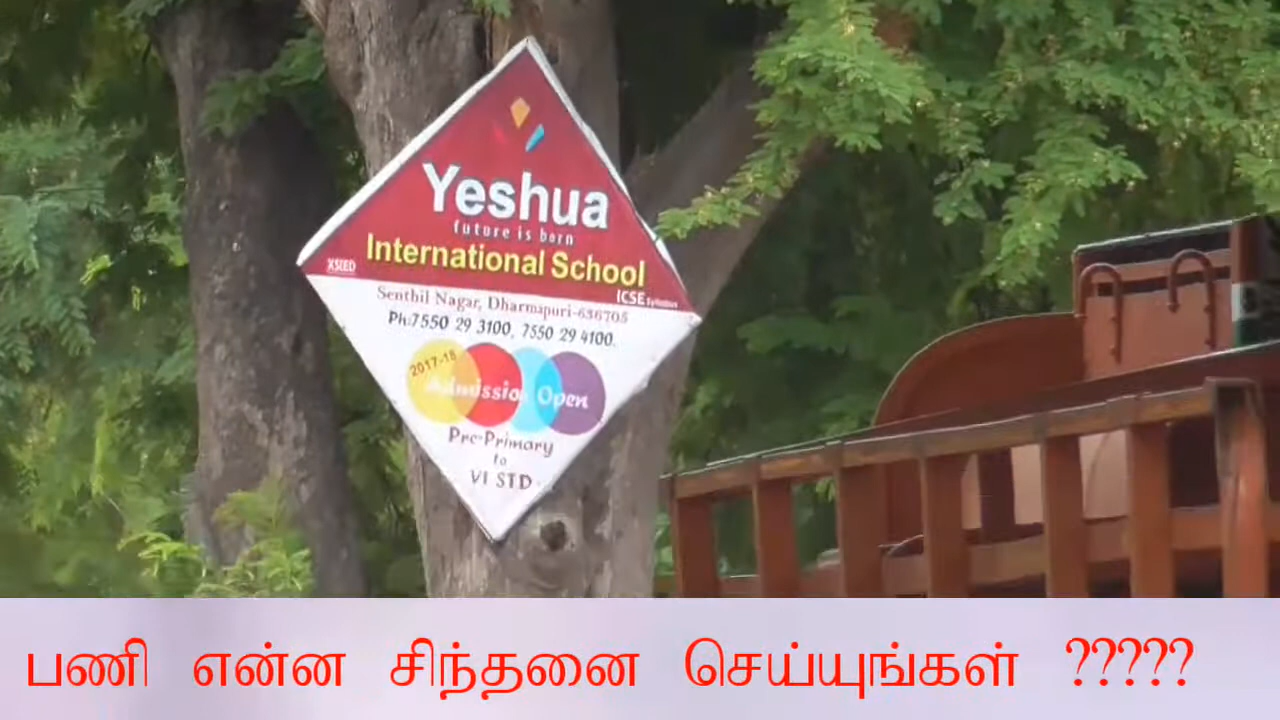 Yeshua
future is born
International School
XSEED
ICSE Syllabus
Senthil Nagar, Dharmapuri-636705
Ph:7550 29 3100, 7550 29 4100.
2017-18
Admission Open
Pre-Primary
to
VI STD
பணி என்ன சிந்தனை செய்யுங்கள் ?????